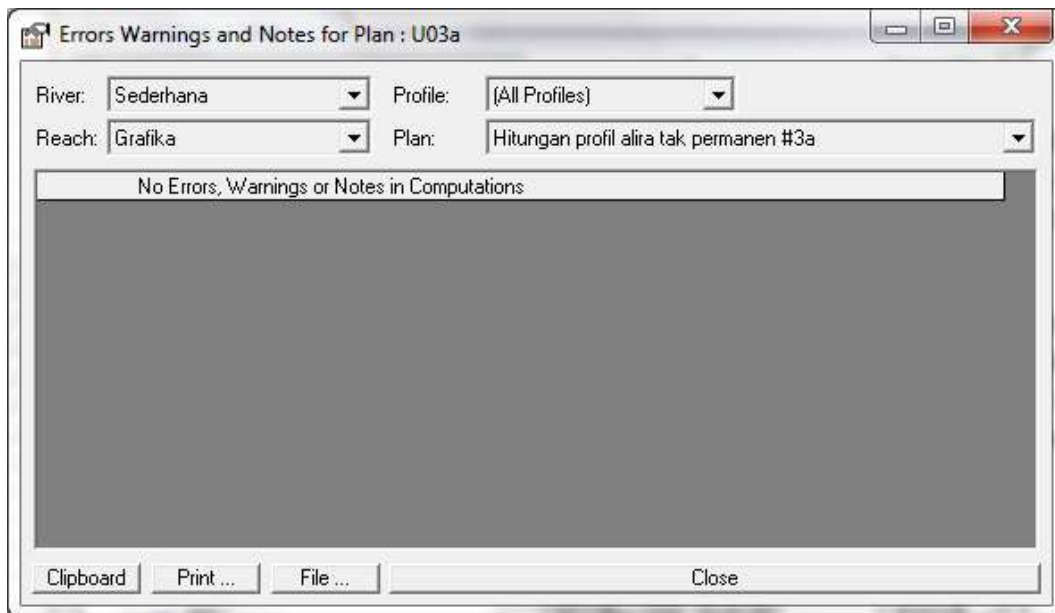 Errors Warnings and Notes for Plan : U03a
River: Sederhana Profile: (All Profiles)
Reach: Grafika Plan: Hitungan profil alira tak permanen #3a
No Errors, Warnings or Notes in Computations
Clipboard Print ... File ... Close